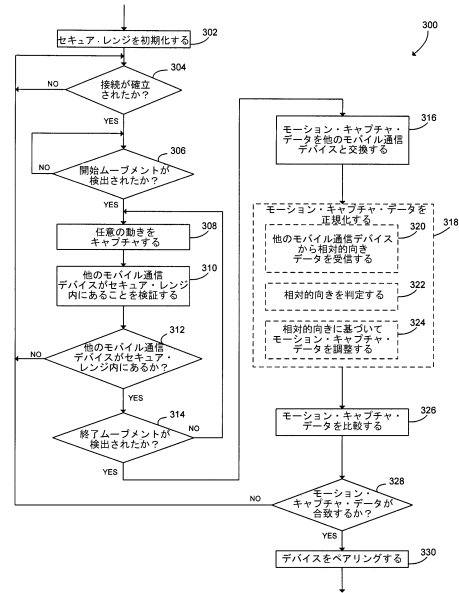 300
セキュア・レンジを初期化する
302
304
接続が確立
されたか？
NO
YES
306
開始ムーブメントが
検出されたか？
NO
YES
任意の動きを
キャプチャする
308
他のモバイル通信
デバイスがセキュア・レンジ
内にあることを検証する
310
312
他のモバイル通信
デバイスがセキュア・
レンジ内にあるか？
NO
YES
314
終了ムーブメントが
検出されたか？
NO
YES
モーション・キャプチャ・
データを他のモバイル通信
デバイスと交換する
316
モーション・キャプチャ・データを
正規化する
318
他のモバイル通信デバイス
から相対的向き
データを受信する
320
相対的向きを判定する
322
相対的向きに基づいて
モーション・キャプチャ・
データを調整する
324
モーション・キャプチャ・
データを比較する
326
328
モーション・
キャプチャ・データが
合致するか？
NO
YES
デバイスをペアリングする
330